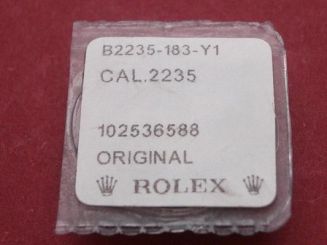 B2235-183-Y1
CAL.2235
102536588
ORIGINAL
ROLEX